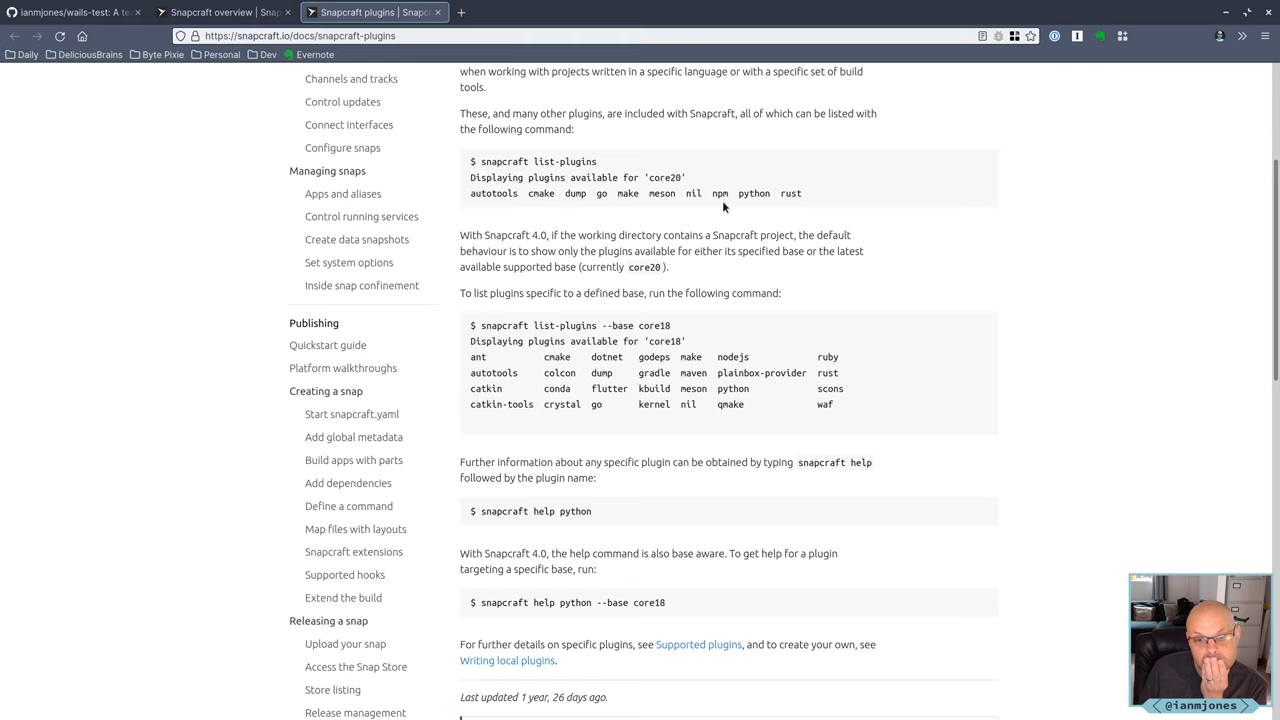 ianmjones/wails-test: A te
Snapcraft overview | Snap
Snapcraft plugins | Snapcr
https://snapcraft.io/docs/snapcraft-plugins
Daily
DeliciousBrains
Byte Pixie
Personal
Dev
Evernote
Channels and tracks
Control updates
Connect interfaces
Configure snaps
Managing snaps
Apps and aliases
Control running services
Create data snapshots
Set system options
Inside snap confinement
Publishing
Quickstart guide
Platform walkthroughs
Creating a snap
Start snapcraft.yaml
Add global metadata
Build apps with parts
Add dependencies
Define a command
Map files with layouts
Snapcraft extensions
Supported hooks
Extend the build
Releasing a snap
Upload your snap
Access the Snap Store
Store listing
Release management
when working with projects written in a specific language or with a specific set of build
tools.
These, and many other plugins, are included with Snapcraft, all of which can be listed with
the following command:
$ snapcraft list-plugins
Displaying plugins available for 'core20'
autotools cmake dump go make meson nil npm python rust
With Snapcraft 4.0, if the working directory contains a Snapcraft project, the default
behaviour is to show only the plugins available for either its specified base or the latest
available supported base (currently core20).
To list plugins specific to a defined base, run the following command:
$ snapcraft list-plugins --base core18
Displaying plugins available for 'core18'
ant cmake dotnet godeps make nodejs ruby
autotools colcon dump gradle maven plainbox-provider rust
catkin conda flutter kbuild meson python scons
catkin-tools crystal go kernel nil qmake waf
Further information about any specific plugin can be obtained by typing snapcraft help
followed by the plugin name:
$ snapcraft help python
With Snapcraft 4.0, the help command is also base aware. To get help for a plugin
targeting a specific base, run:
$ snapcraft help python --base core18
For further details on specific plugins, see Supported plugins, and to create your own, see
Writing local plugins.
Last updated 1 year, 26 days ago.
@ianmjones